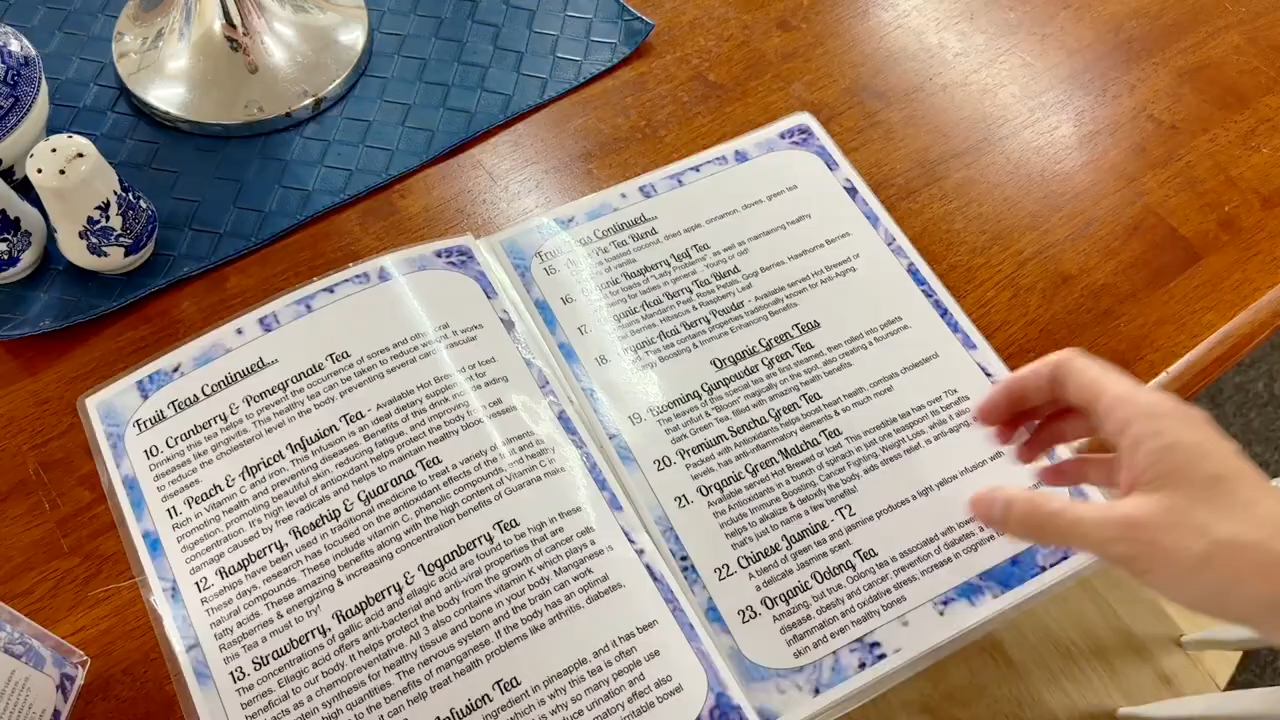 Fruit Teas Continued...
10. Cranberry & Pomegranate Tea
Drinking this tea helps to prevent the occurrence of sores and other oral
diseases like gingivitis. This healthy tea can be taken to reduce weight. It works
to reduce the cholesterol level in the body, preventing several cardiovascular
diseases.
11. Peach & Apricot Infusion Tea - Available Hot Brewed or Iced.
Rich in Vitamin C and iron, This infusion is an ideal dietary supplement for
promoting health and preventing diseases. Benefits of this drink include aiding
digestion, promoting beautiful skin, reducing fatigue, and improving
concentration. It's high level of antioxidant helps protect the body from cell
damage caused by free radicals and helps to maintain healthy blood vessels.
12. Raspberry, Rosehip & Guarana Tea
Rosehips have been used in traditional medicine to treat a variety of ailments.
These days, research has focused on the antioxidant effects of the fruit and its
natural compounds. These include vitamin C, phenolic compounds, and healthy
fatty acids. These amazing benefits along with the high content of Vitamin C in
Raspberries & energizing & increasing concentration benefits of Guarana make
this Tea a must to try!
13. Strawberry, Raspberry & Loganberry Tea
The concentrations of gallic acid and ellagic acid are found to be high in these
berries. Ellagic acid offers anti-bacterial and anti-viral properties that are
beneficial to our body. It helps protect the body from the growth of cancer cells
acts as a chemopreventative. All 3 also contain vitamin K which plays a
protein synthesis for healthy tissue and bone in your body. Manganese is
high quantities. The nervous system and the brain can work
to the benefits of manganese. If the body has an optimal
it can help treat health problems like arthritis, diabetes,
Infusion Tea
ingredient in pineapple, and it has been
which is why this tea is often
is why so many people use
reduce urination and
effect also
irritable bowel
Fruit Teas Continued...
15. Pie Tea Blend
toasted coconut, dried apple, cinnamon, cloves, green tea
of vanilla.
16. Organic Raspberry Leaf Tea
for loads of "Lady Problems", as well as maintaining healthy
being for ladies in general ...Young or old!
17. Organic Acai Berry Tea Blend
Contains Mandarin Peel, Rose Petals, Gogi Berries, Hawthorne Berries,
Berries, Hibiscus & Raspberry Leaf
18. Organic Acai Berry Powder - Available served Hot Brewed or
This tea contains properties traditionally known for Anti-Aging,
Energy Boosting & Immune Enhancing Benefits.
Organic Green Teas
19. Blooming Gunpowder Green Tea
The leaves of this special tea are first steamed, then rolled into pellets
that unfurl & "Bloom" magically on the spot, also creating a floursome,
dark Green Tea, filled with amazing health benefits.
20. Premium Sencha Green Tea
Packed with Antioxidants helps boost heart health, combats cholesterol
levels, has anti-inflammatory elements & so much more!
21. Organic Green Matcha Tea
Available served Hot Brewed or Iced. This incredible tea has over 70x
the Antioxidants in a bunch of spinach in just one teaspoon! Its benefits
include Immune Boosting, Cancer Fighting, Weight Loss, while it also
helps to alkalize & detoxify the body, aids stress relief, is anti-aging,
that's just to name a few benefits!
22. Chinese Jasmine - T2
A blend of green tea and jasmine produces a light yellow infusion with
a delicate Jasmine scent.
23. Organic Oolong Tea
Amazing, but true. Oolong tea is associated with lower
disease, obesity and cancer, prevention of diabetes,
inflammation and oxidative stress; increase in cognitive
skin and even healthy bones